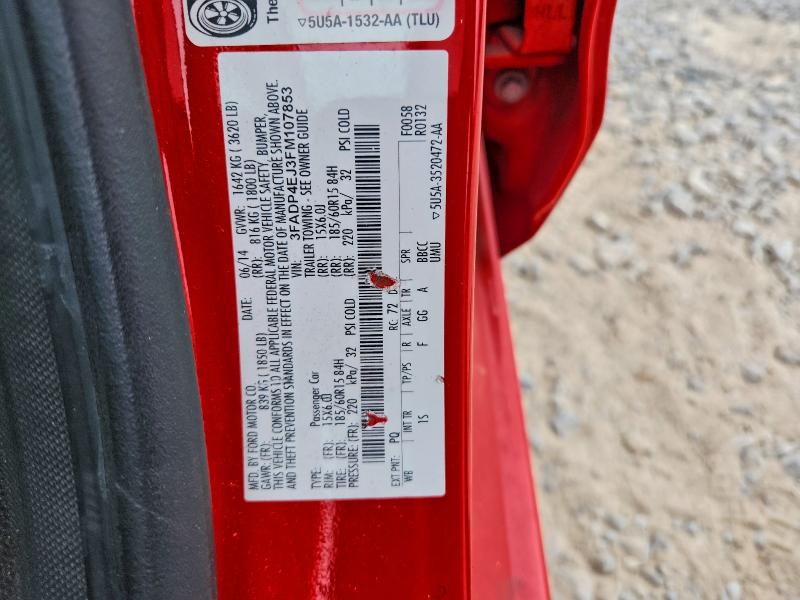 The
▽5U5A-1532-AA (TLU)
MFD. BY FORD MOTOR CO.
DATE: 06/14 GVWR: 1642 KG ( 3620 LB)
GAWR: (FR): 839 KG ( 1850 LB) (RR): 816 KG ( 1800 LB)
THIS VEHICLE CONFORMS TO ALL APPLICABLE FEDERAL MOTOR VEHICLE SAFETY, BUMPER,
AND THEFT PREVENTION STANDARDS IN EFFECT ON THE DATE OF MANUFACTURE SHOWN ABOVE.
VIN: 3FADP4EJ3FM107853
TYPE: Passenger Car TRAILER TOWING - SEE OWNER GUIDE
RIM: (FR): 15X6.0J (RR): 15X6.0J
TIRE: (FR): 185/60R15 84H (RR): 185/60R15 84H
PRESSURE: (FR): 220 kPa/ 32 PSI COLD (RR): 220 kPa/ 32 PSI COLD
EXT PNT: PQ RC: 72 F0058
WB INT TR TP/PS R AXLE TR SPR R0132
1S F GG A BBCC
UMU
▽5U5A-3520472-AA